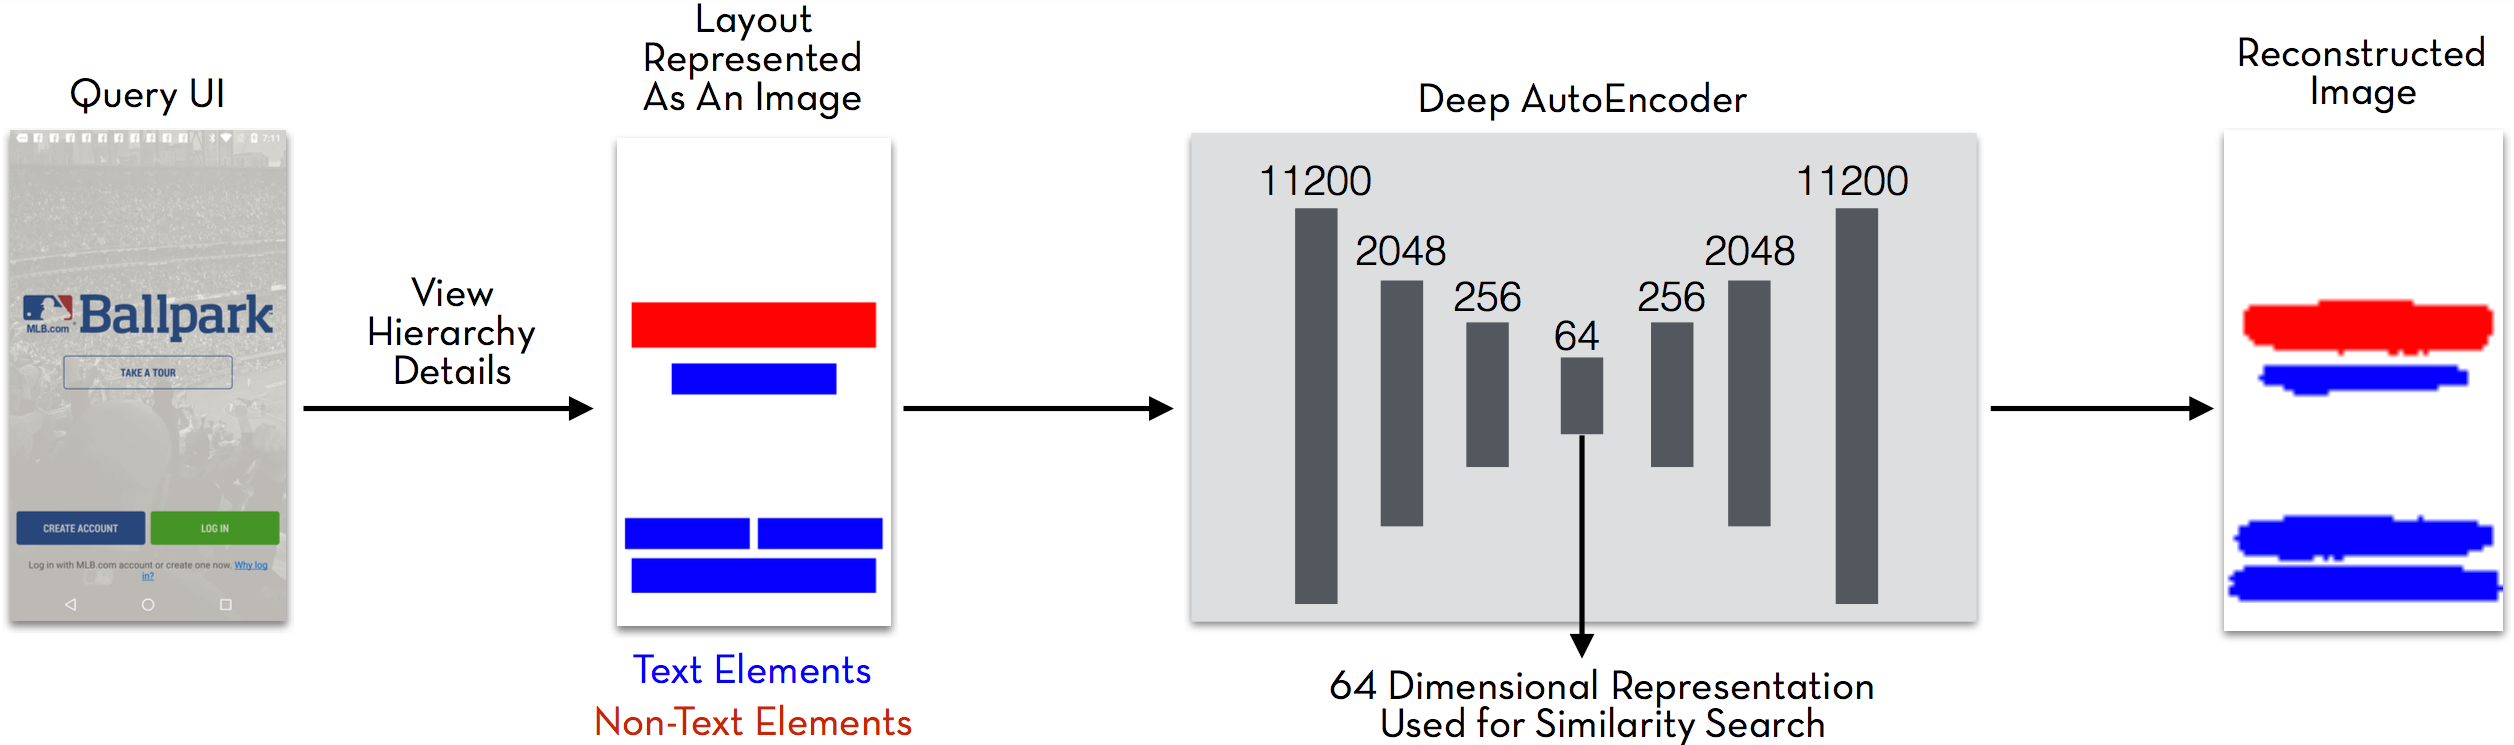 Query UI
7:11
MLB.com Ballpark
TAKE A TOUR
CREATE ACCOUNT
LOG IN
Log in with MLB.com account or create one now. Why log
in?
View
Hierarchy
Details
Layout
Represented
As An Image
Text Elements
Non-Text Elements
Deep AutoEncoder
11200
2048
256
64
256
2048
11200
64 Dimensional Representation
Used for Similarity Search
Reconstructed
Image